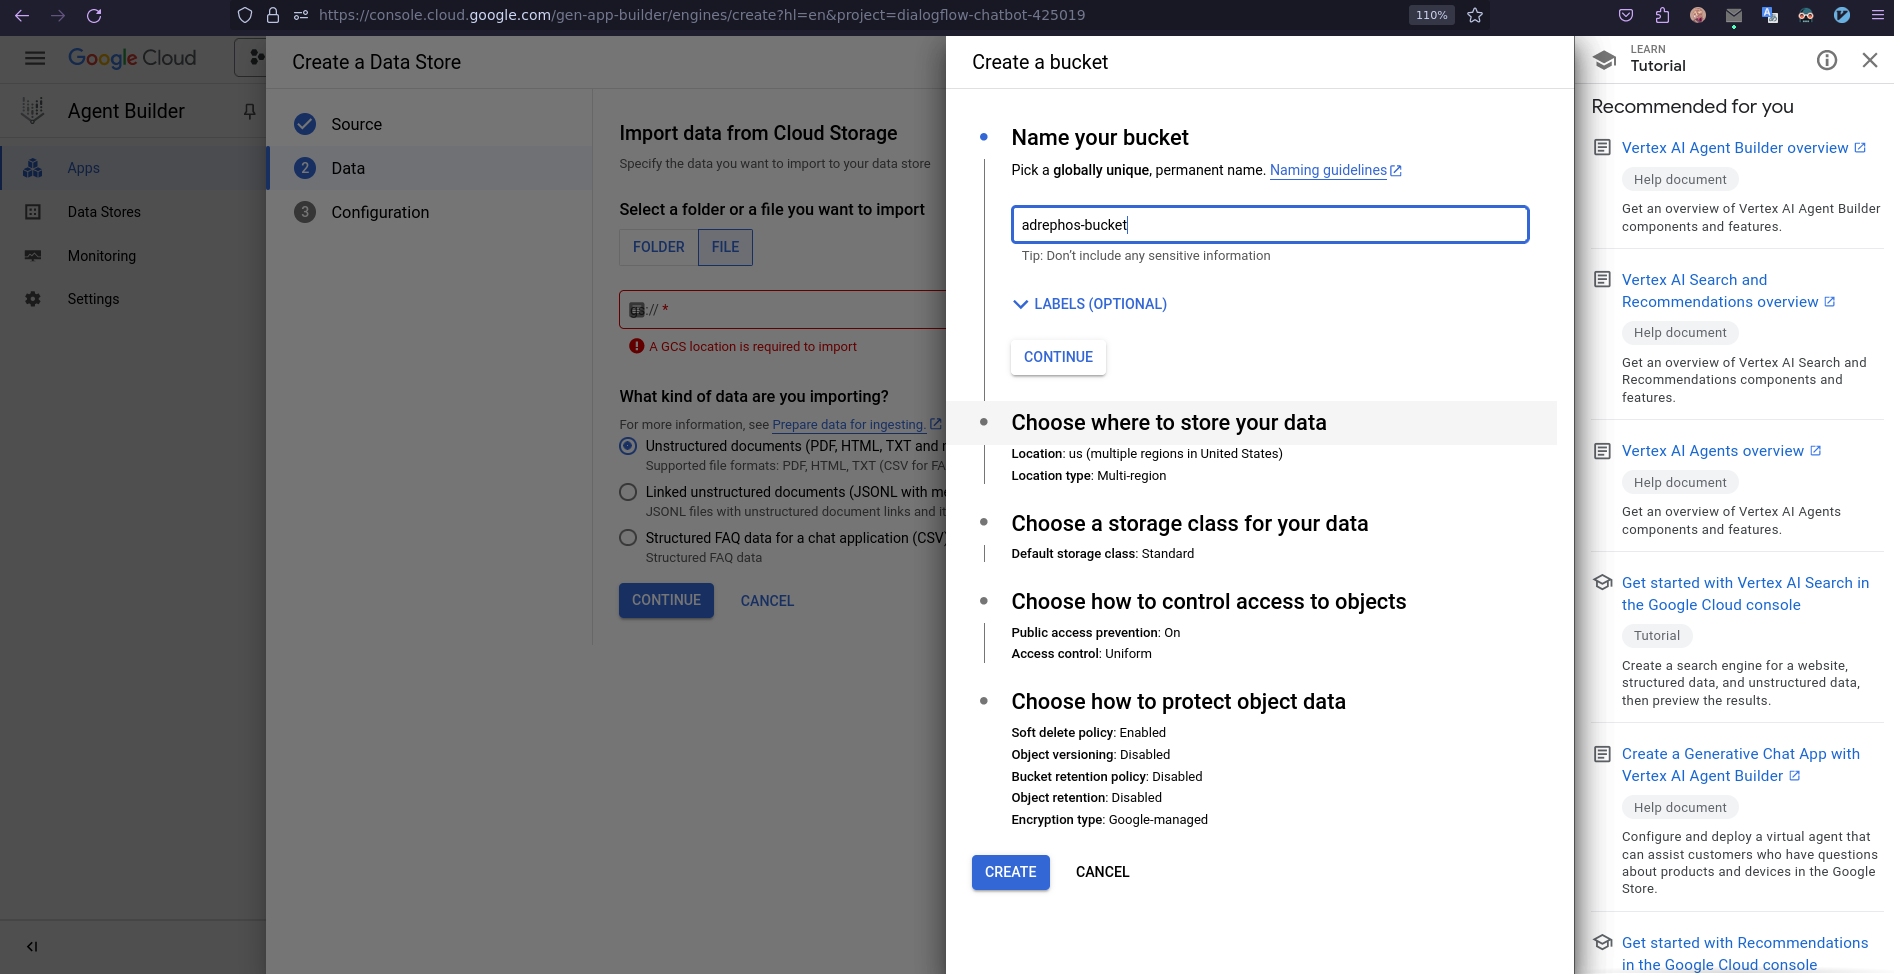 https://console.cloud.google.com/gen-app-builder/engines/create?hl=en&project=dialogflow-chatbot-425019
110%
Google Cloud
Agent Builder
Apps
Data Stores
Monitoring
Settings
Create a Data Store
Source
2 Data
3 Configuration
Import data from Cloud Storage
Specify the data you want to import to your data store
Select a folder or a file you want to import
FOLDER FILE
gs:// *
A GCS location is required to import
What kind of data are you importing?
For more information, see Prepare data for ingesting.
Unstructured documents (PDF, HTML, TXT and
Supported file formats: PDF, HTML, TXT (CSV for FA
Linked unstructured documents (JSONL with me
JSONL files with unstructured document links and it
Structured FAQ data for a chat application (CSV)
Structured FAQ data
CONTINUE CANCEL
Create a bucket
Name your bucket
Pick a globally unique, permanent name. Naming guidelines
adrephos-bucket
Tip: Don't include any sensitive information
LABELS (OPTIONAL)
CONTINUE
Choose where to store your data
Location: us (multiple regions in United States)
Location type: Multi-region
Choose a storage class for your data
Default storage class: Standard
Choose how to control access to objects
Public access prevention: On
Access control: Uniform
Choose how to protect object data
Soft delete policy: Enabled
Object versioning: Disabled
Bucket retention policy: Disabled
Object retention: Disabled
Encryption type: Google-managed
CREATE CANCEL
LEARN
Tutorial
Recommended for you
Vertex AI Agent Builder overview
Help document
Get an overview of Vertex AI Agent Builder
components and features.
Vertex AI Search and
Recommendations overview
Help document
Get an overview of Vertex AI Search and
Recommendations components and
features.
Vertex AI Agents overview
Help document
Get an overview of Vertex AI Agents
components and features.
Get started with Vertex AI Search in
the Google Cloud console
Tutorial
Create a search engine for a website,
structured data, and unstructured data,
then preview the results.
Create a Generative Chat App with
Vertex AI Agent Builder
Help document
Configure and deploy a virtual agent that
can assist customers who have questions
about products and devices in the Google
Store.
Get started with Recommendations
in the Google Cloud console